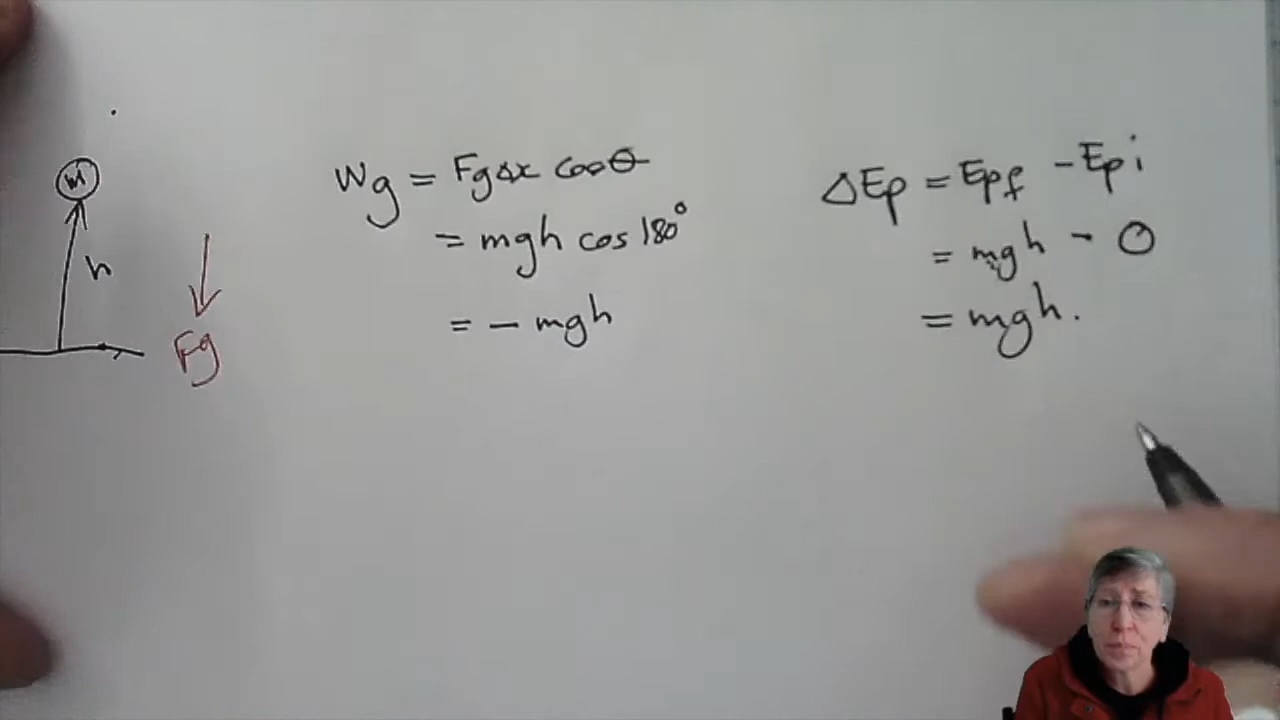 m
h
Fg
Wg = FgΔx cosθ
= mgh cos 180°
= - mgh
ΔEp = Epf - Epi
= mgh - 0
= mgh.